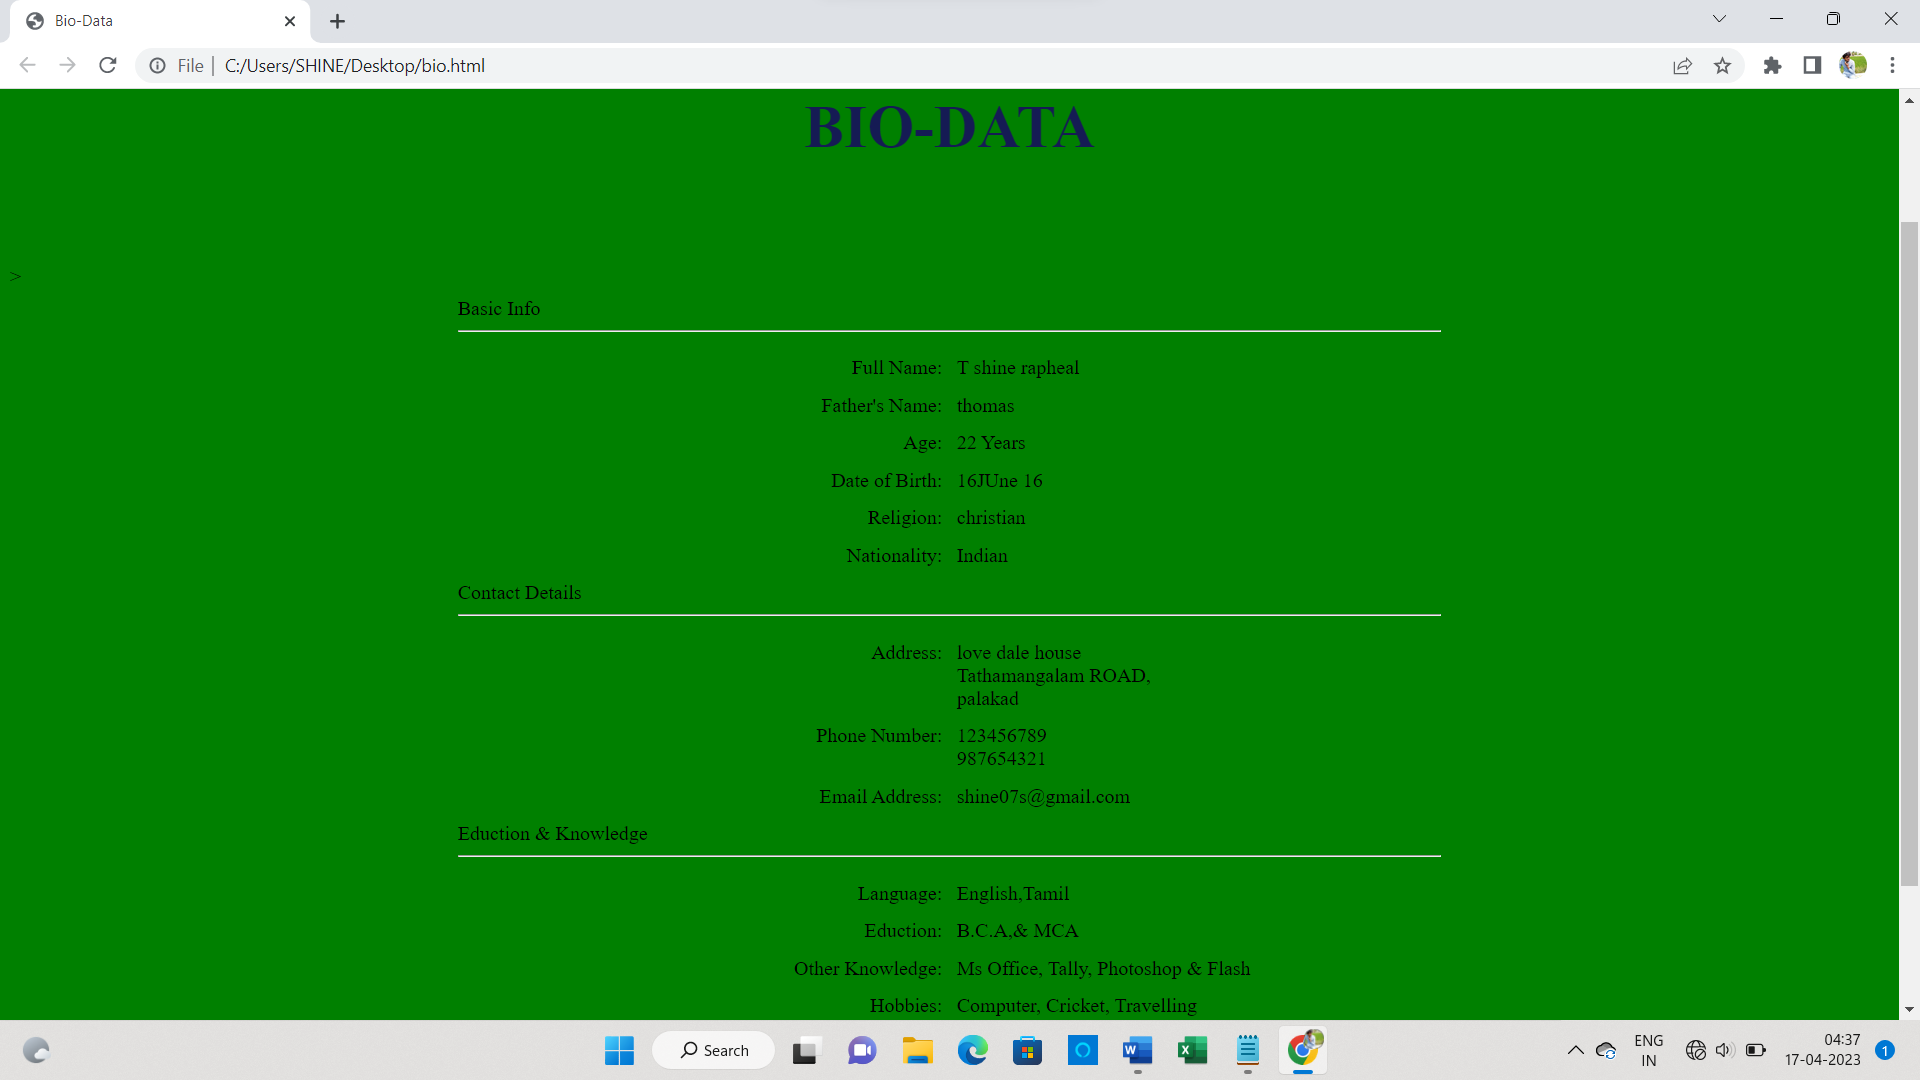 Bio-Data
File
C:/Users/SHINE/Desktop/bio.html
BIO-DATA
>
Basic Info
Full Name: T shine rapheal
Father's Name: thomas
Age: 22 Years
Date of Birth: 16JUne 16
Religion: christian
Nationality: Indian
Contact Details
Address: love dale house
Tathamangalam ROAD,
palakad
Phone Number: 123456789
987654321
Email Address: shine07s@gmail.com
Eduction & Knowledge
Language: English,Tamil
Eduction: B.C.A,& MCA
Other Knowledge: Ms Office, Tally, Photoshop & Flash
Hobbies: Computer, Cricket, Travelling
Search
ENG
IN
04:37
17-04-2023
1